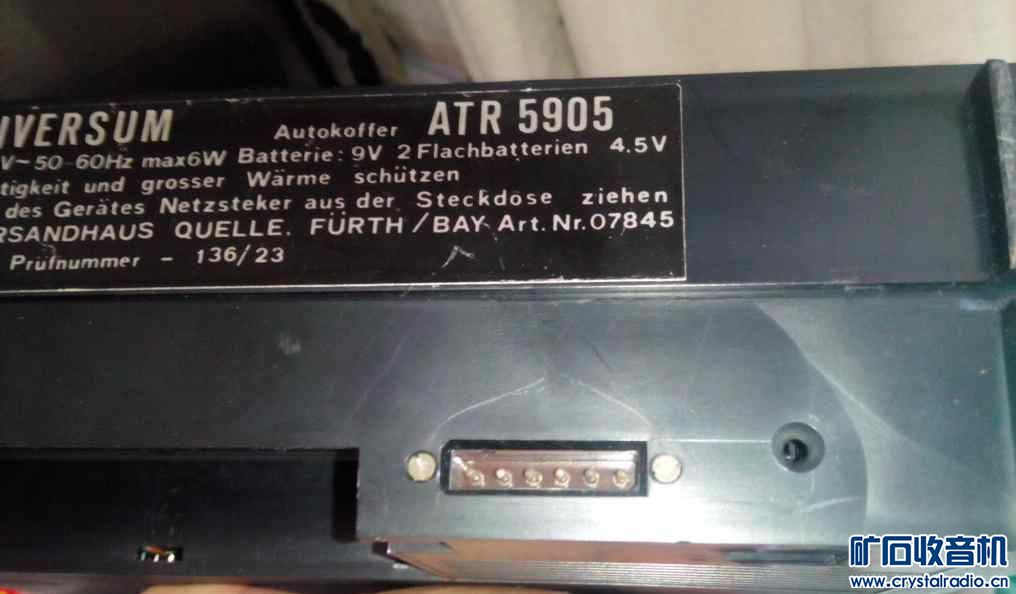 IVERSUM Autokoffer ATR 5905
V~50-60Hz max6W Batterie: 9V 2 Flachbatterien 4.5V
tigkeit und grosser Wärme schützen
des Gerätes Netzsteker aus der Steckdose ziehen
RSANDHAUS QUELLE. FÜRTH/BAY Art.Nr.07845
Prüfnummer - 136/23
矿石收音机
www.crystalradio.cn